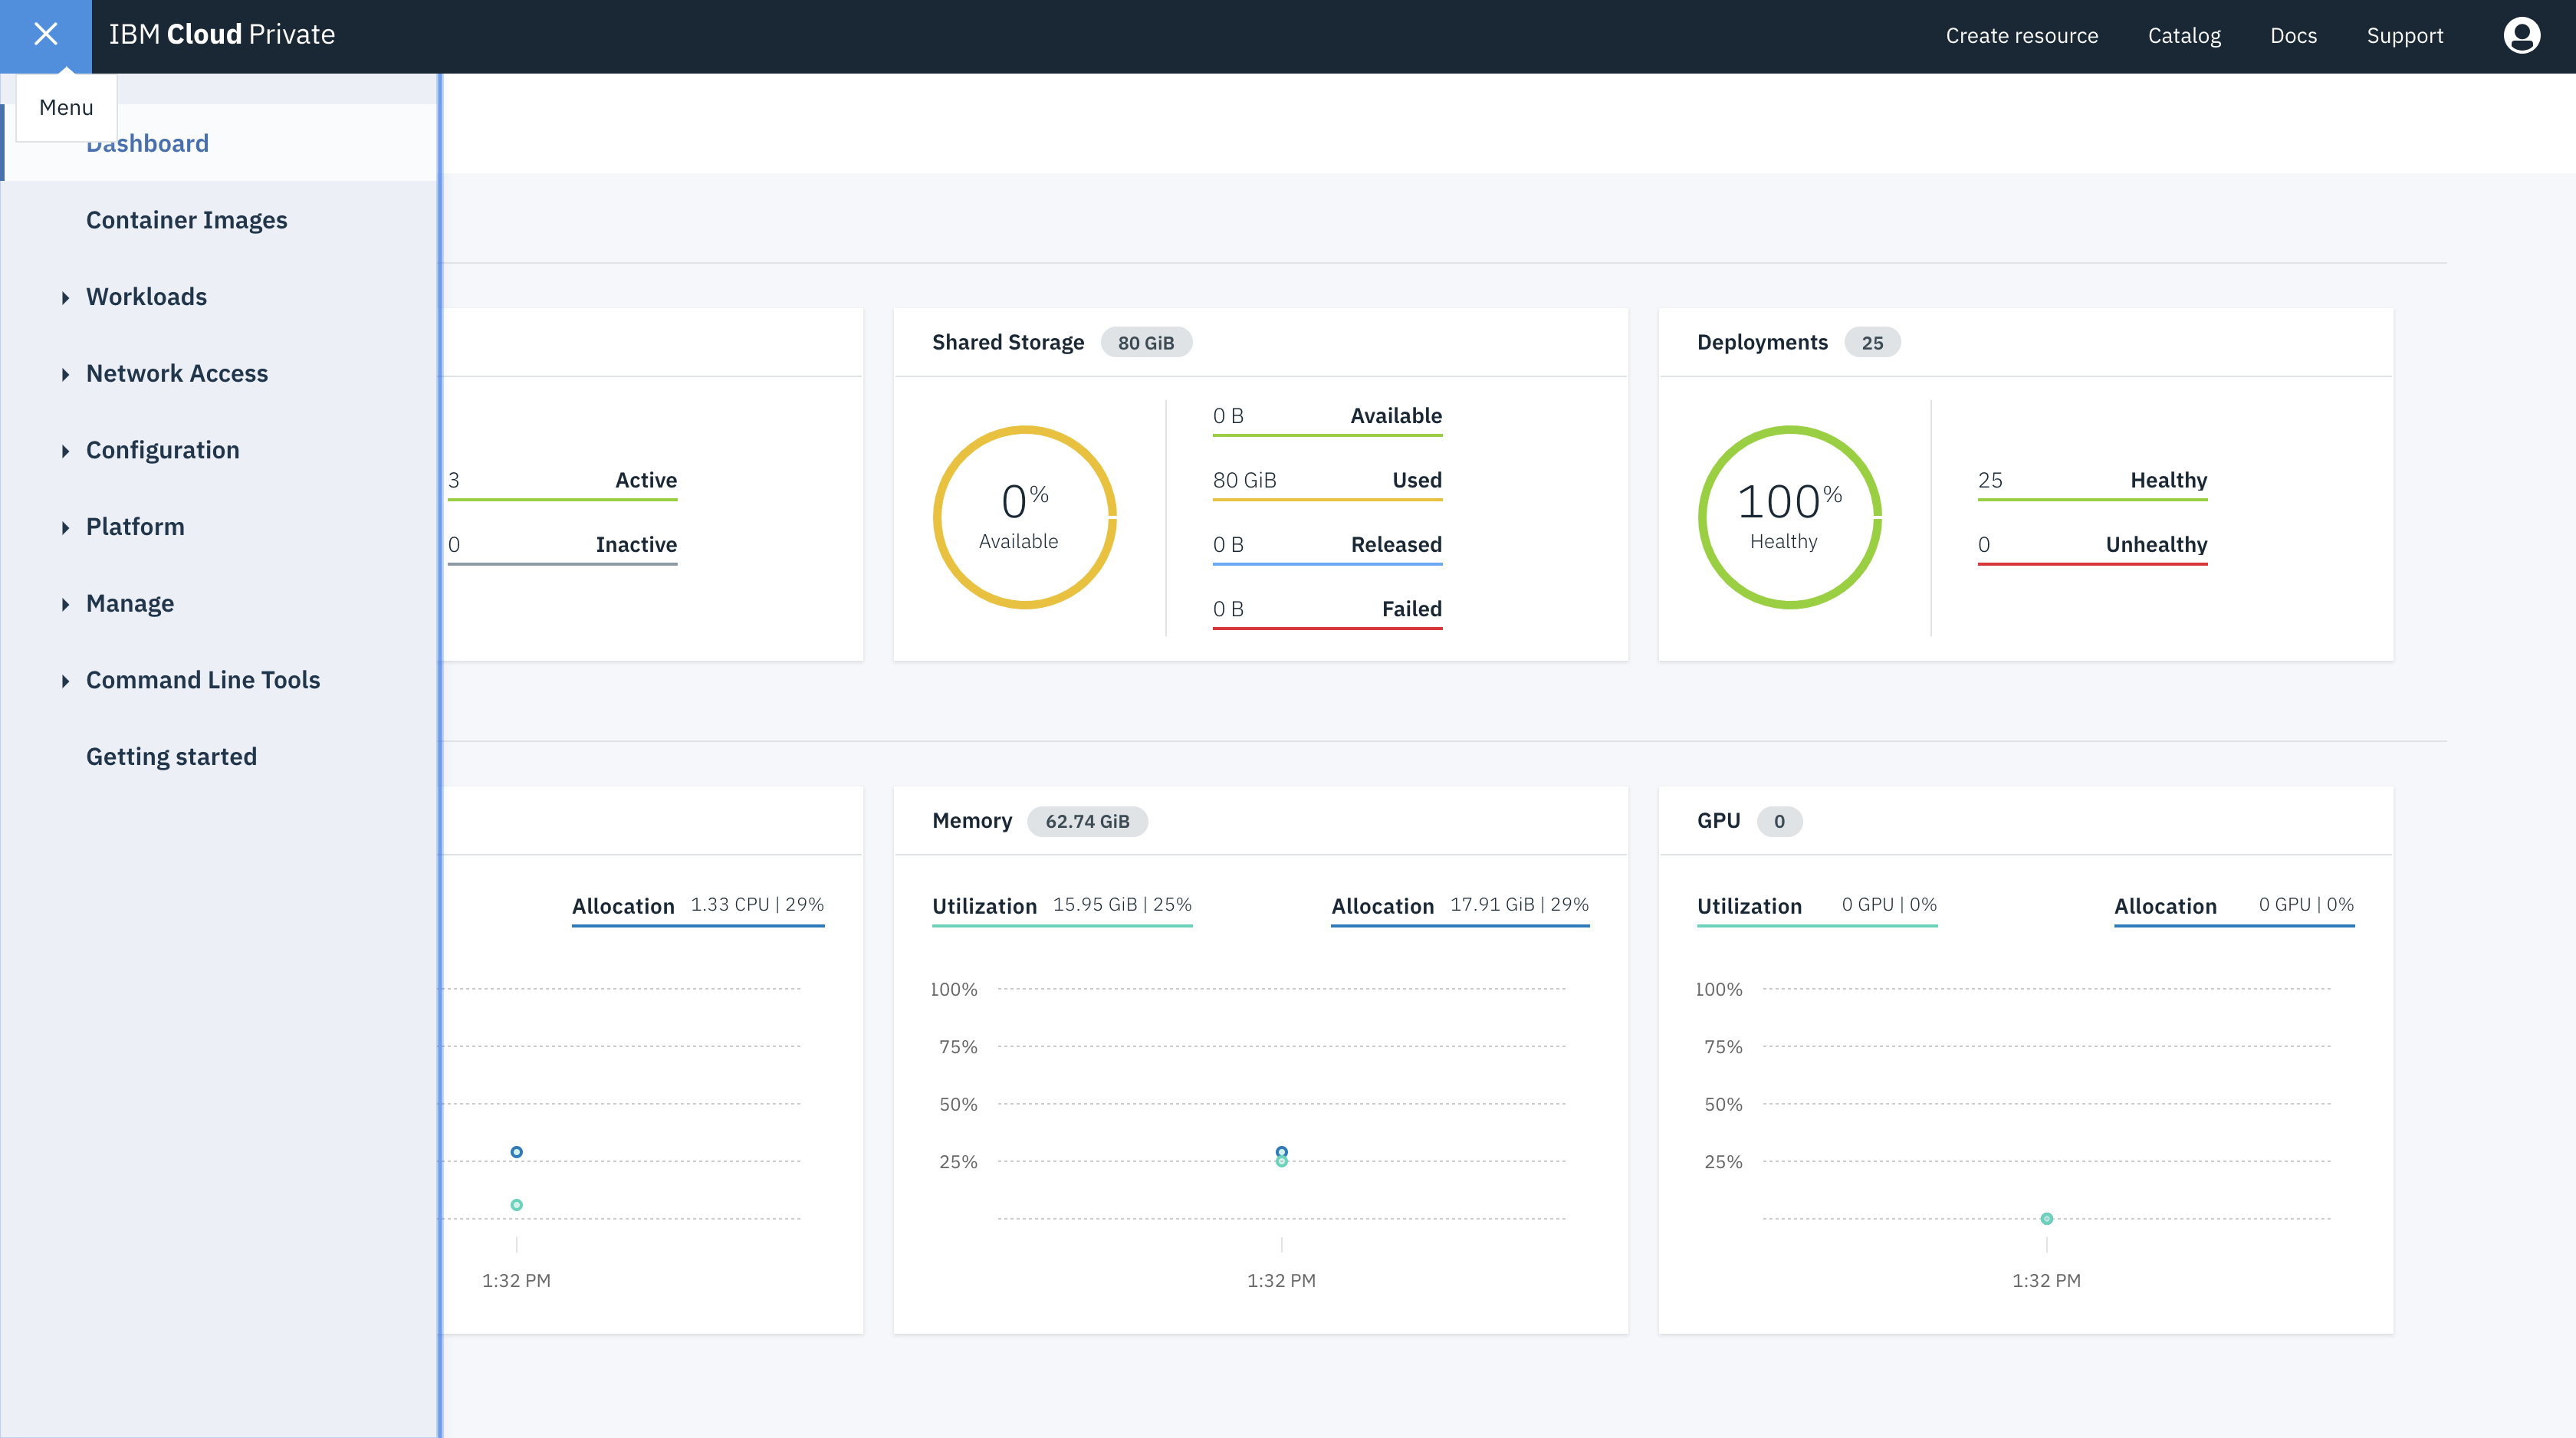 IBM Cloud Private
Create resource
Catalog
Docs
Support
Menu
Dashboard
Container Images
Workloads
Network Access
Configuration
Platform
Manage
Command Line Tools
Getting started
3 Active
0 Inactive
Shared Storage 80 GiB
0%
Available
0 B Available
80 GiB Used
0 B Released
0 B Failed
Deployments 25
100%
Healthy
25 Healthy
0 Unhealthy
Allocation 1.33 CPU | 29%
1:32 PM
Memory 62.74 GiB
Utilization 15.95 GiB | 25%
Allocation 17.91 GiB | 29%
100%
75%
50%
25%
1:32 PM
GPU 0
Utilization 0 GPU | 0%
Allocation 0 GPU | 0%
100%
75%
50%
25%
1:32 PM